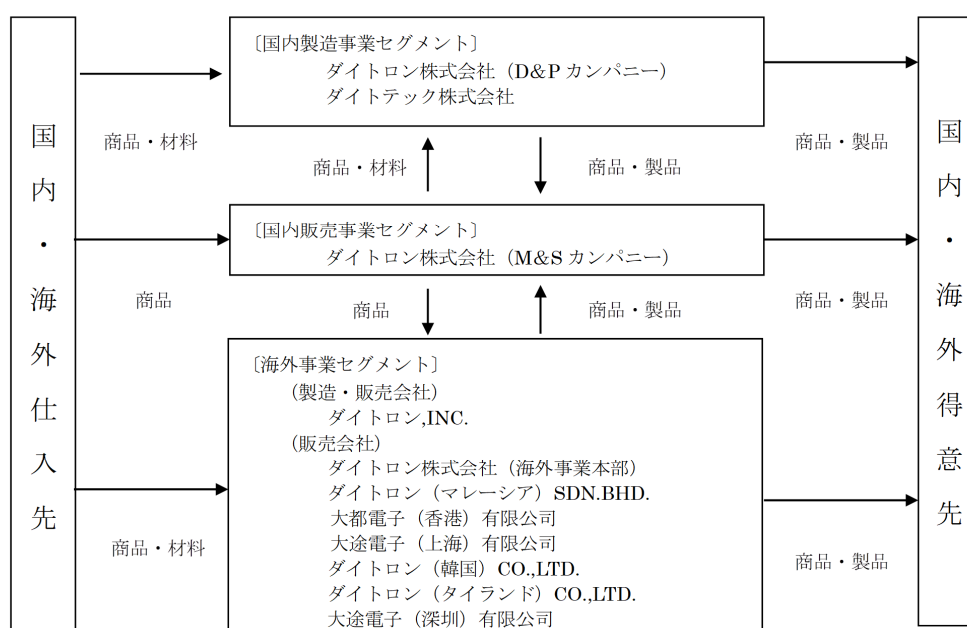 国内・海外仕入先
〔国内製造事業セグメント〕
ダイトロン株式会社（D&Pカンパニー）
ダイトテック株式会社
商品・材料
商品・製品
商品・材料
商品・製品
〔国内販売事業セグメント〕
ダイトロン株式会社（M&Sカンパニー）
商品
商品・製品
商品
商品・製品
〔海外事業セグメント〕
（製造・販売会社）
ダイトロン,INC.
（販売会社）
ダイトロン株式会社（海外事業本部）
ダイトロン（マレーシア）SDN.BHD.
大都電子（香港）有限公司
大途電子（上海）有限公司
ダイトロン（韓国）CO.,LTD.
ダイトロン（タイランド）CO.,LTD.
大途電子（深圳）有限公司
商品・材料
商品・製品
国内・海外得意先